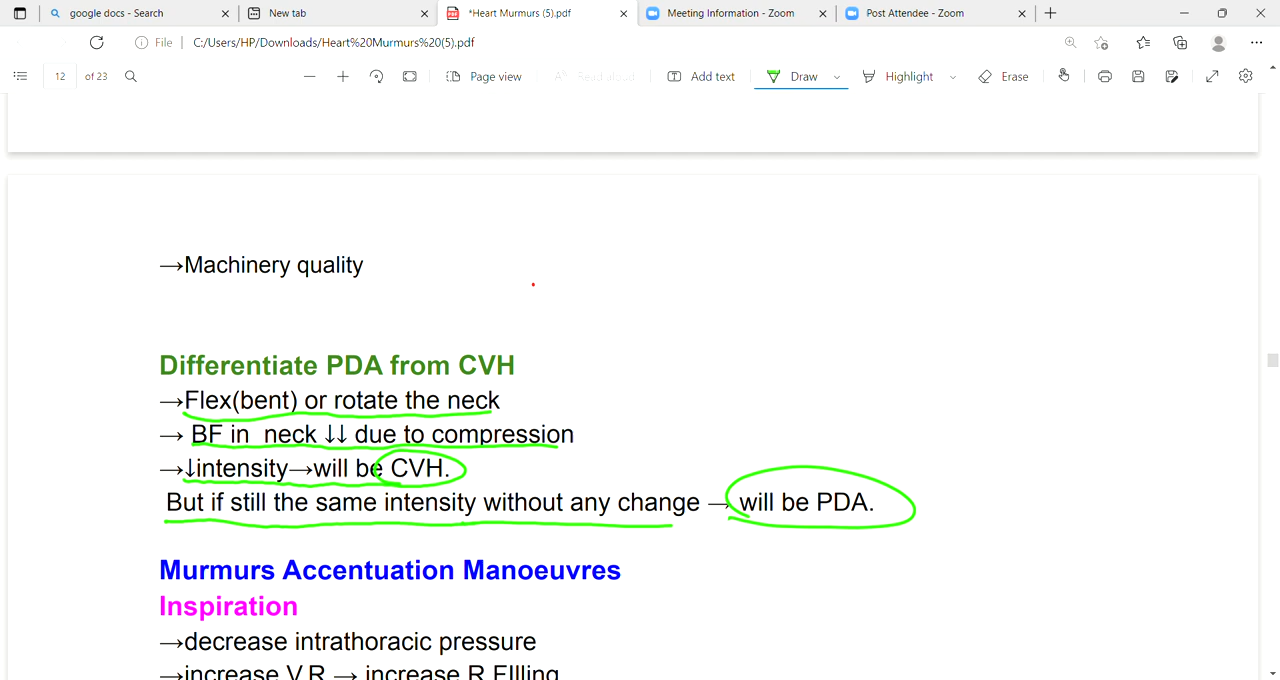 google docs - Search
New tab
*Heart Murmurs (5).pdf
Meeting Information - Zoom
Post Attendee - Zoom
File | C:/Users/HP/Downloads/Heart%20Murmurs%20(5).pdf
12 of 23
Page view
Read aloud
Add text
Draw
Highlight
Erase
→Machinery quality
Differentiate PDA from CVH
→Flex(bent) or rotate the neck
→ BF in neck ↓↓ due to compression
→↓intensity→will be CVH.
But if still the same intensity without any change → will be PDA.
Murmurs Accentuation Manoeuvres
Inspiration
→decrease intrathoracic pressure
→increase V.R → increase R.FIlling